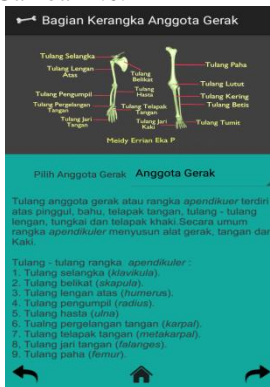 Bagian Kerangka Anggota Gerak
Tulang Selangka
Tulang Lengan Atas
Tulang Belikat
Tulang Hasta
Tulang Pengumpil
Tulang Pergelangan Tangan
Tulang Telapak Tangan
Tulang Jari Tangan
Tulang Paha
Tulang Lutut
Tulang Kering
Tulang Betis
Tulang Jari Kaki
Tulang Tumit
Meidy Errian Eka P
Pilih Anggota Gerak Anggota Gerak
Tulang anggota gerak atau rangka apendikuer terdiri
atas pinggul, bahu, telapak tangan, tulang - tulang
lengan, tungkai dan telapak khaki.Secara umum
rangka apendikuler menyusun alat gerak, tangan dan
Kaki.
Tulang - tulang rangka apendikuler :
1. Tulang selangka (klavikula).
2. Tulang belikat (skapula).
3. Tulang lengan atas (humerus).
4. Tulang pengumpil (radius).
5. Tulang hasta (ulna)
6. Tualng pergelangan tangan (karpal).
7. Tulang telapak tangan (metakarpal).
8, Tulang jari tangan (falanges).
9. Tulang paha (femur).